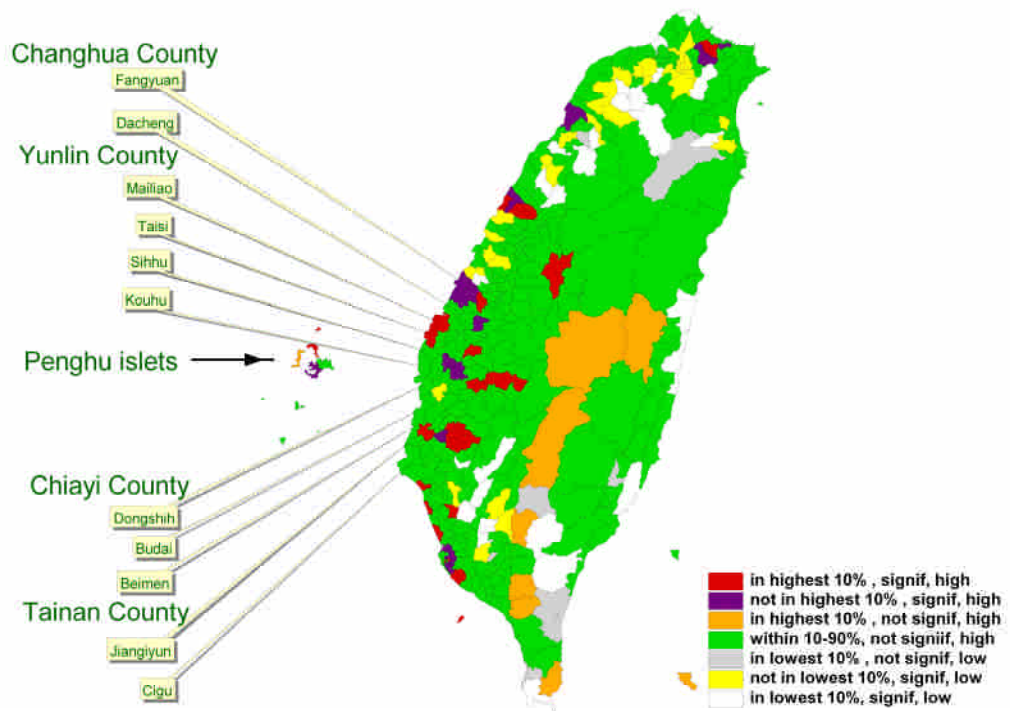 Changhua County
Fangyuan
Dacheng
Yunlin County
Mailiao
Taisi
Sihhu
Kouhu
Penghu islets
Chiayi County
Dongshih
Budai
Beimen
Tainan County
Jiangiyun
Cigu
in highest 10% , signif, high
not in highest 10% , signif, high
in highest 10% , not signif, high
within 10-90%, not signiif, high
in lowest 10% , not signif, low
not in lowest 10%, signif, low
in lowest 10%, signif, low